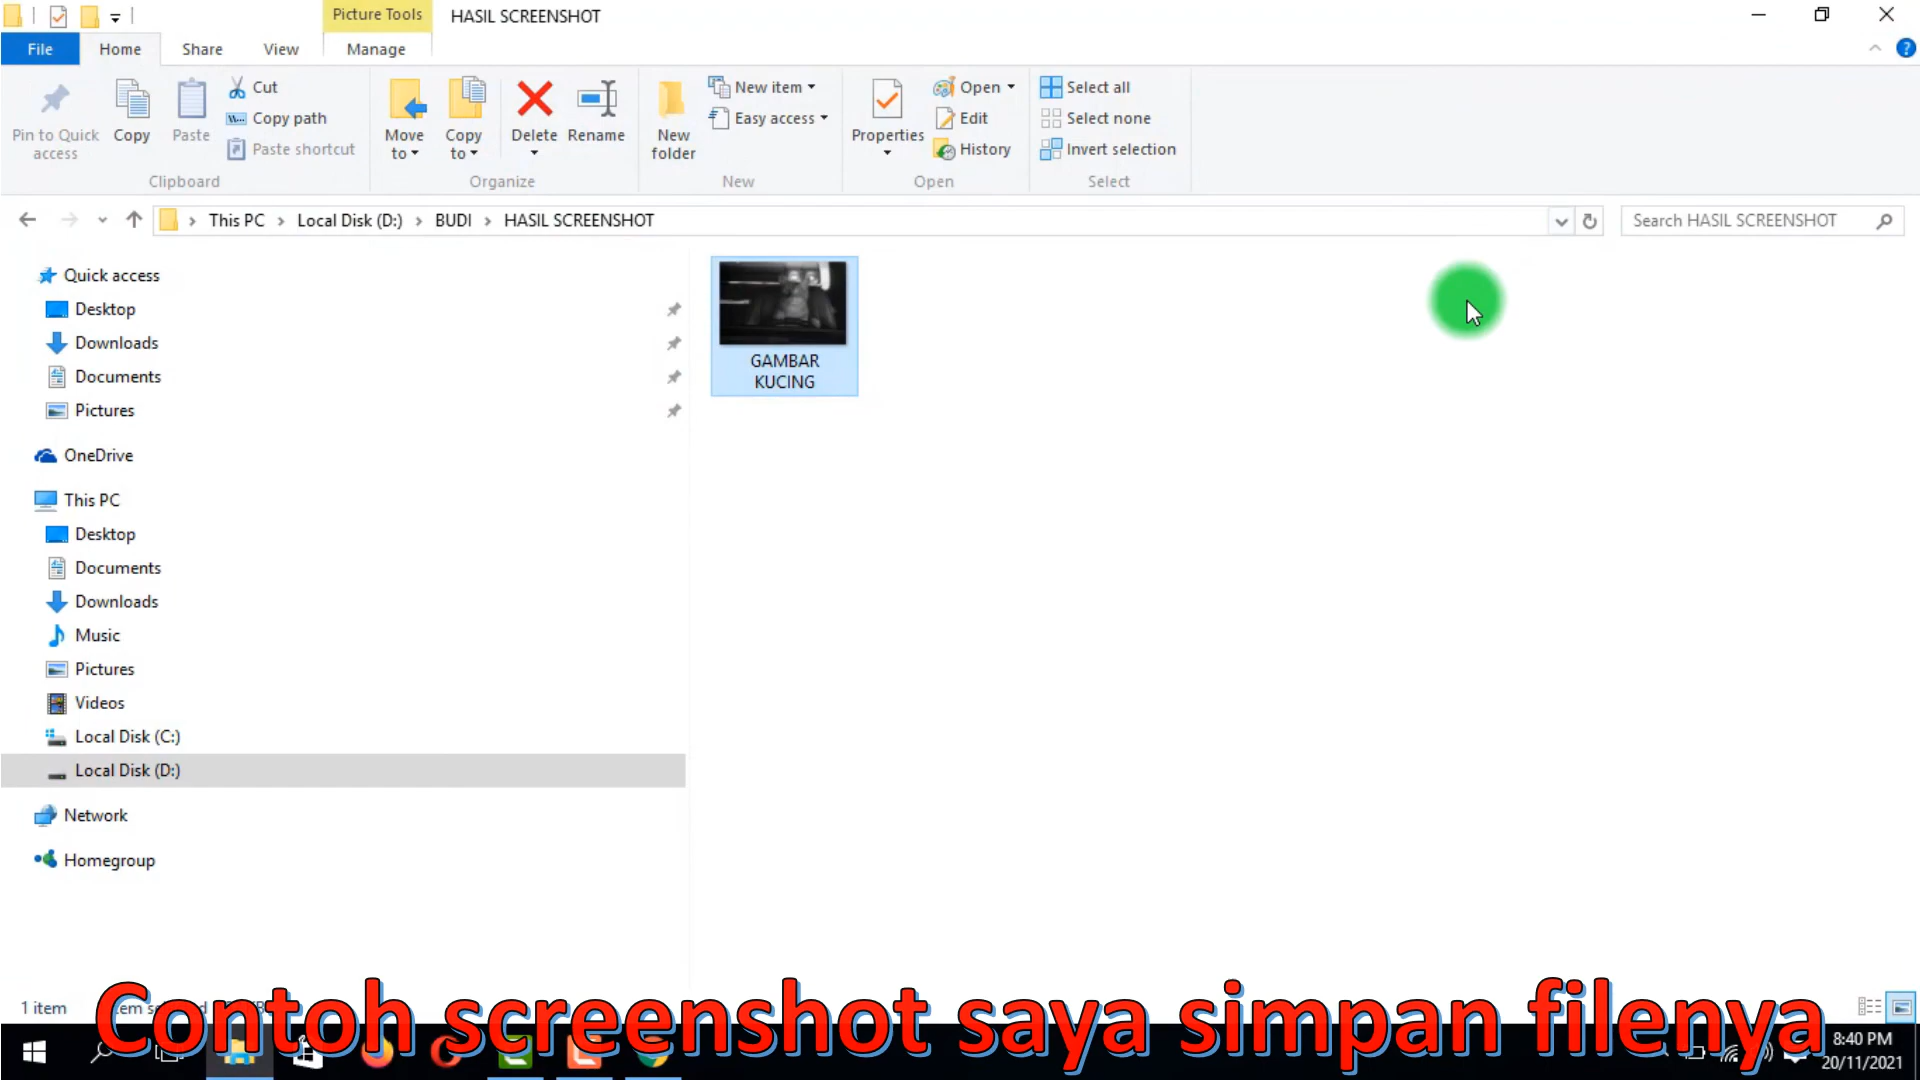 Picture Tools
HASIL SCREENSHOT
File
Home
Share
View
Manage
Pin to Quick access
Copy
Paste
Cut
Copy path
Paste shortcut
Clipboard
Move to
Copy to
Delete
Rename
Organize
New folder
New item
Easy access
New
Properties
Open
Edit
History
Open
Select all
Select none
Invert selection
Select
This PC
Local Disk (D:)
BUDI
HASIL SCREENSHOT
Search HASIL SCREENSHOT
Quick access
Desktop
Downloads
Documents
Pictures
OneDrive
This PC
Desktop
Documents
Downloads
Music
Pictures
Videos
Local Disk (C:)
Local Disk (D:)
Network
Homegroup
GAMBAR
KUCING
1 item
Contoh screenshot saya simpan filenya
8:40 PM
20/11/2021